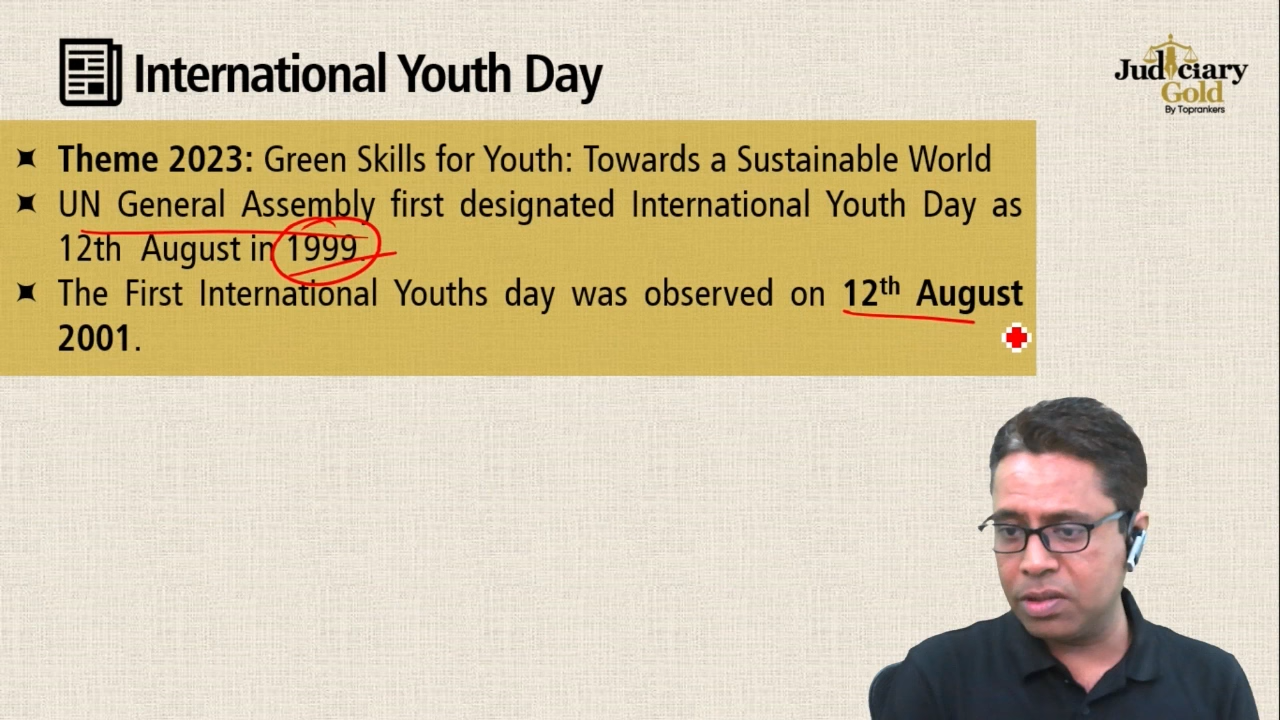 International Youth Day
Judiciary
Gold
By Toprankers
Theme 2023: Green Skills for Youth: Towards a Sustainable World
UN General Assembly first designated International Youth Day as
12th August in 1999.
The First International Youths day was observed on 12th August
2001.